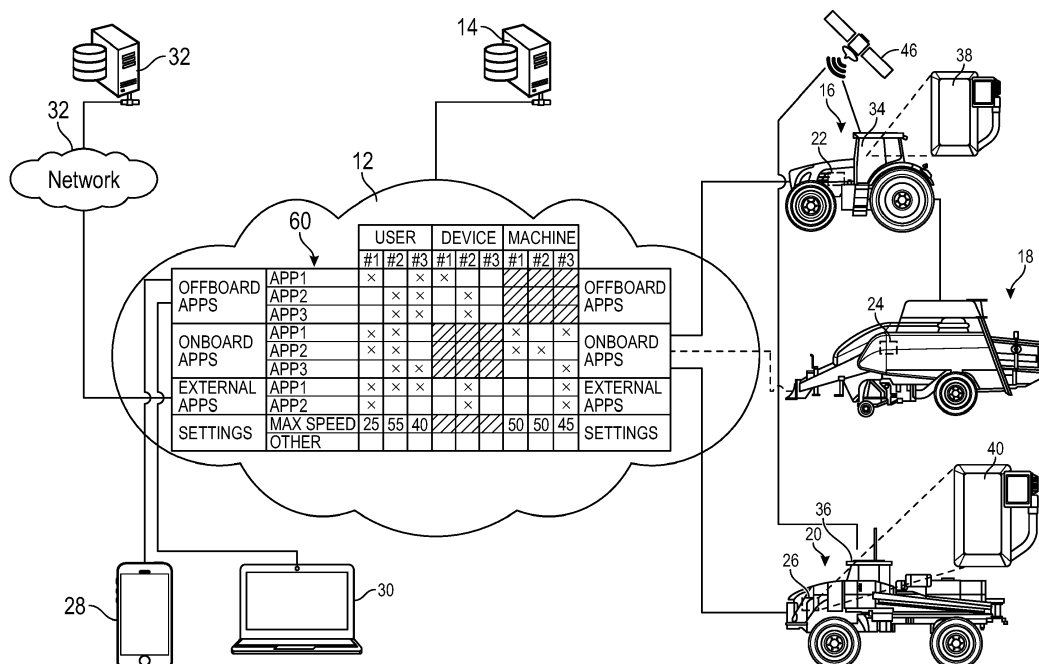 32
14
46
38
32
16
34
22
Network
12
60
USER DEVICE MACHINE
#1 #2 #3 #1 #2 #3 #1 #2 #3
OFFBOARD APPS APP1 × × × OFFBOARD APPS
APP2 × × ×
APP3 × × ×
ONBOARD APPS APP1 × × × × ONBOARD APPS
APP2 × × × ×
APP3 × × ×
EXTERNAL APPS APP1 × × × × × EXTERNAL APPS
APP2 × × ×
SETTINGS MAX SPEED 25 55 40 50 50 45 SETTINGS
OTHER
18
24
40
36
20
26
28
30